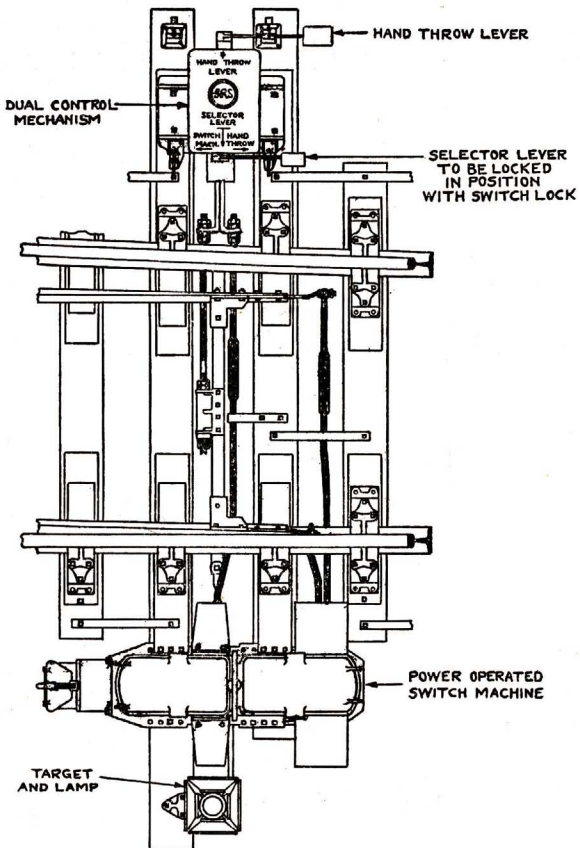 HAND THROW LEVER
HAND THROW
LEVER
GRS
SELECTOR
LEVER
SWITCH HAND
MACH. THROW
DUAL CONTROL
MECHANISM
SELECTOR LEVER
TO BE LOCKED
IN POSITION
WITH SWITCH LOCK
POWER OPERATED
SWITCH MACHINE
TARGET
AND LAMP